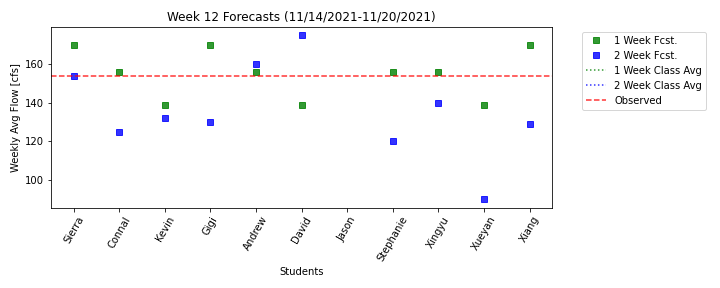 Week 12 Forecasts (11/14/2021-11/20/2021)
Weekly Avg Flow [cfs]
160
140
120
100
Sierra
Connal
Kevin
Gigi
Andrew
David
Jason
Stephanie
Xingyu
Xueyan
Xiang
Students
1 Week Fcst.
2 Week Fcst.
1 Week Class Avg
2 Week Class Avg
Observed